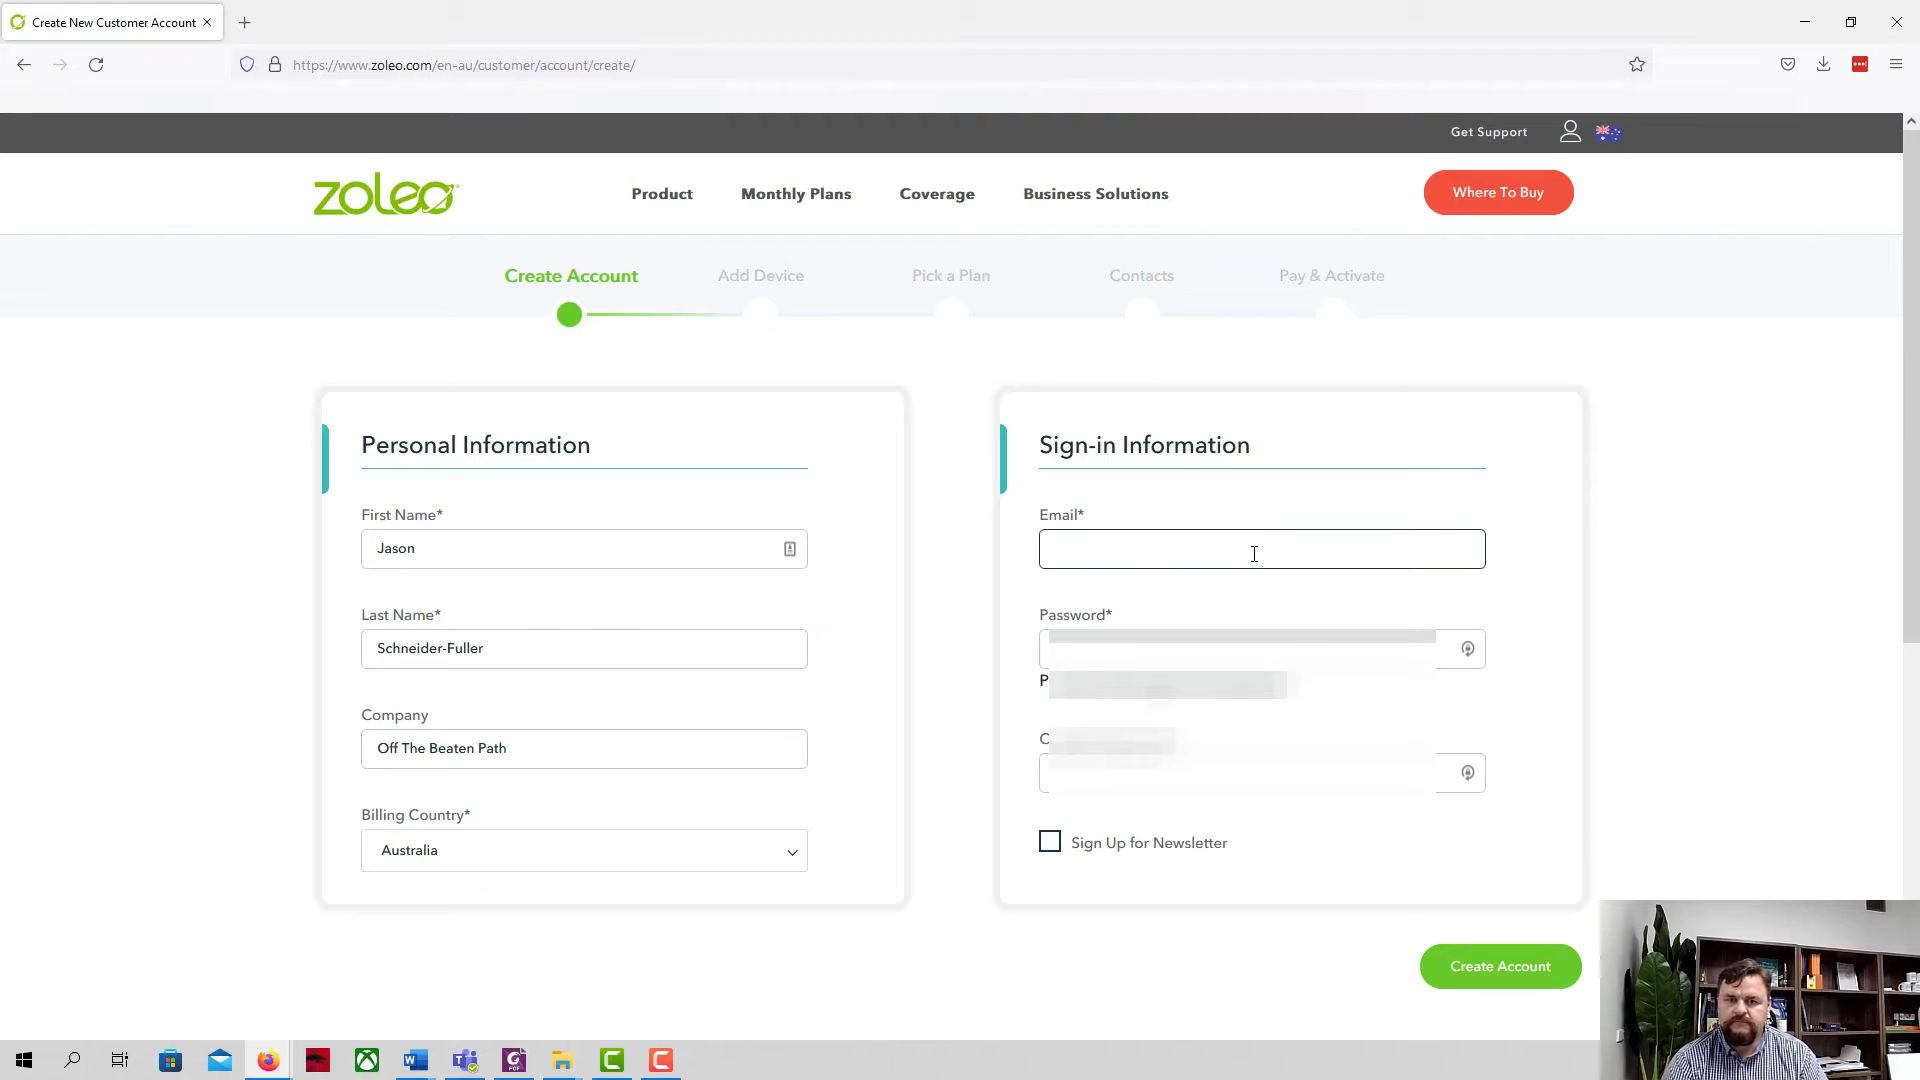 Create New Customer Account
https://www.zoleo.com/en-au/customer/account/create/
Get Support
zoleo
Product
Monthly Plans
Coverage
Business Solutions
Where To Buy
Create Account
Add Device
Pick a Plan
Contacts
Pay & Activate
Personal Information
First Name*
Jason
Last Name*
Schneider-Fuller
Company
Off The Beaten Path
Billing Country*
Australia
Sign-in Information
Email*
Password*
P
C
Sign Up for Newsletter
Create Account